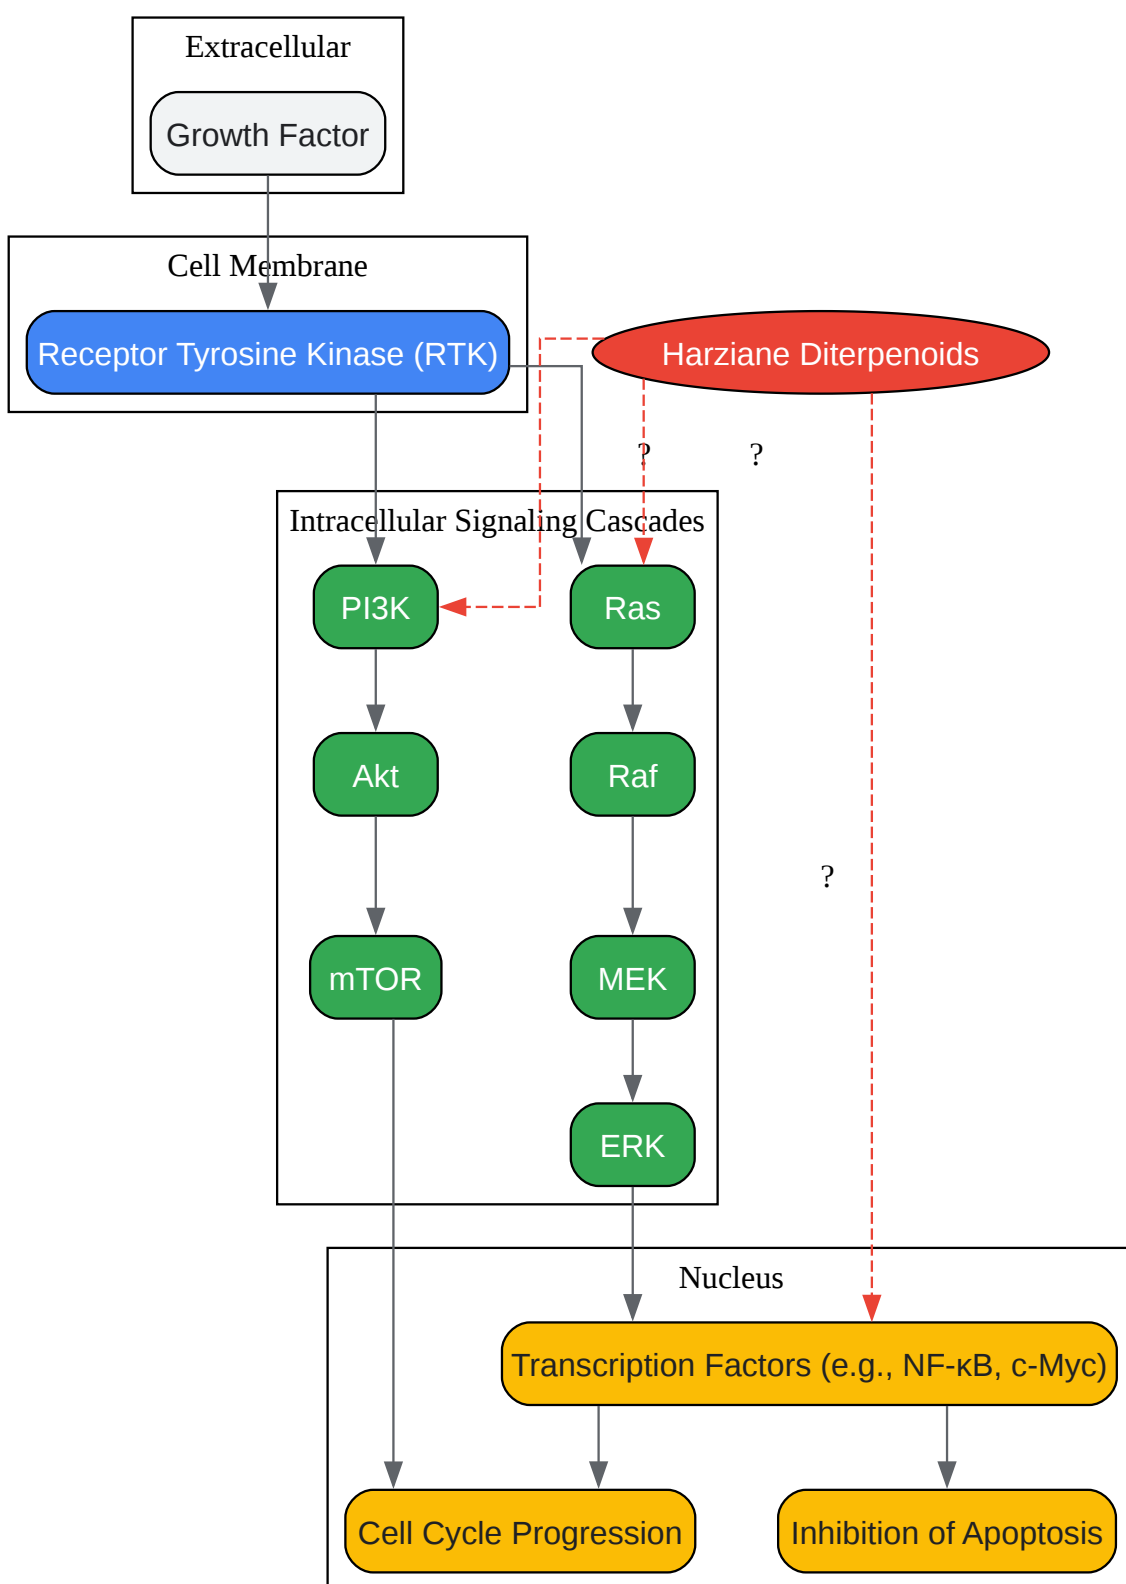 Extracellular
Growth Factor
Cell Membrane
Receptor Tyrosine Kinase (RTK)
Harziane Diterpenoids
?
?
Intracellular Signaling Cascades
PI3K
Ras
Akt
Raf
?
mTOR
MEK
ERK
Nucleus
Transcription Factors (e.g., NF-κB, c-Myc)
Cell Cycle Progression
Inhibition of Apoptosis